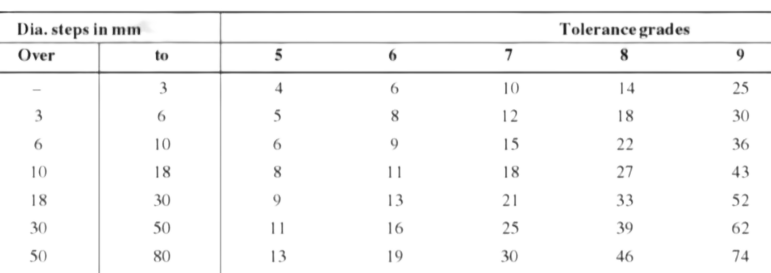 Dia. steps in mm Tolerance grades
Over to 5 6 7 8 9
– 3 4 6 10 14 25
3 6 5 8 12 18 30
6 10 6 9 15 22 36
10 18 8 11 18 27 43
18 30 9 13 21 33 52
30 50 11 16 25 39 62
50 80 13 19 30 46 74